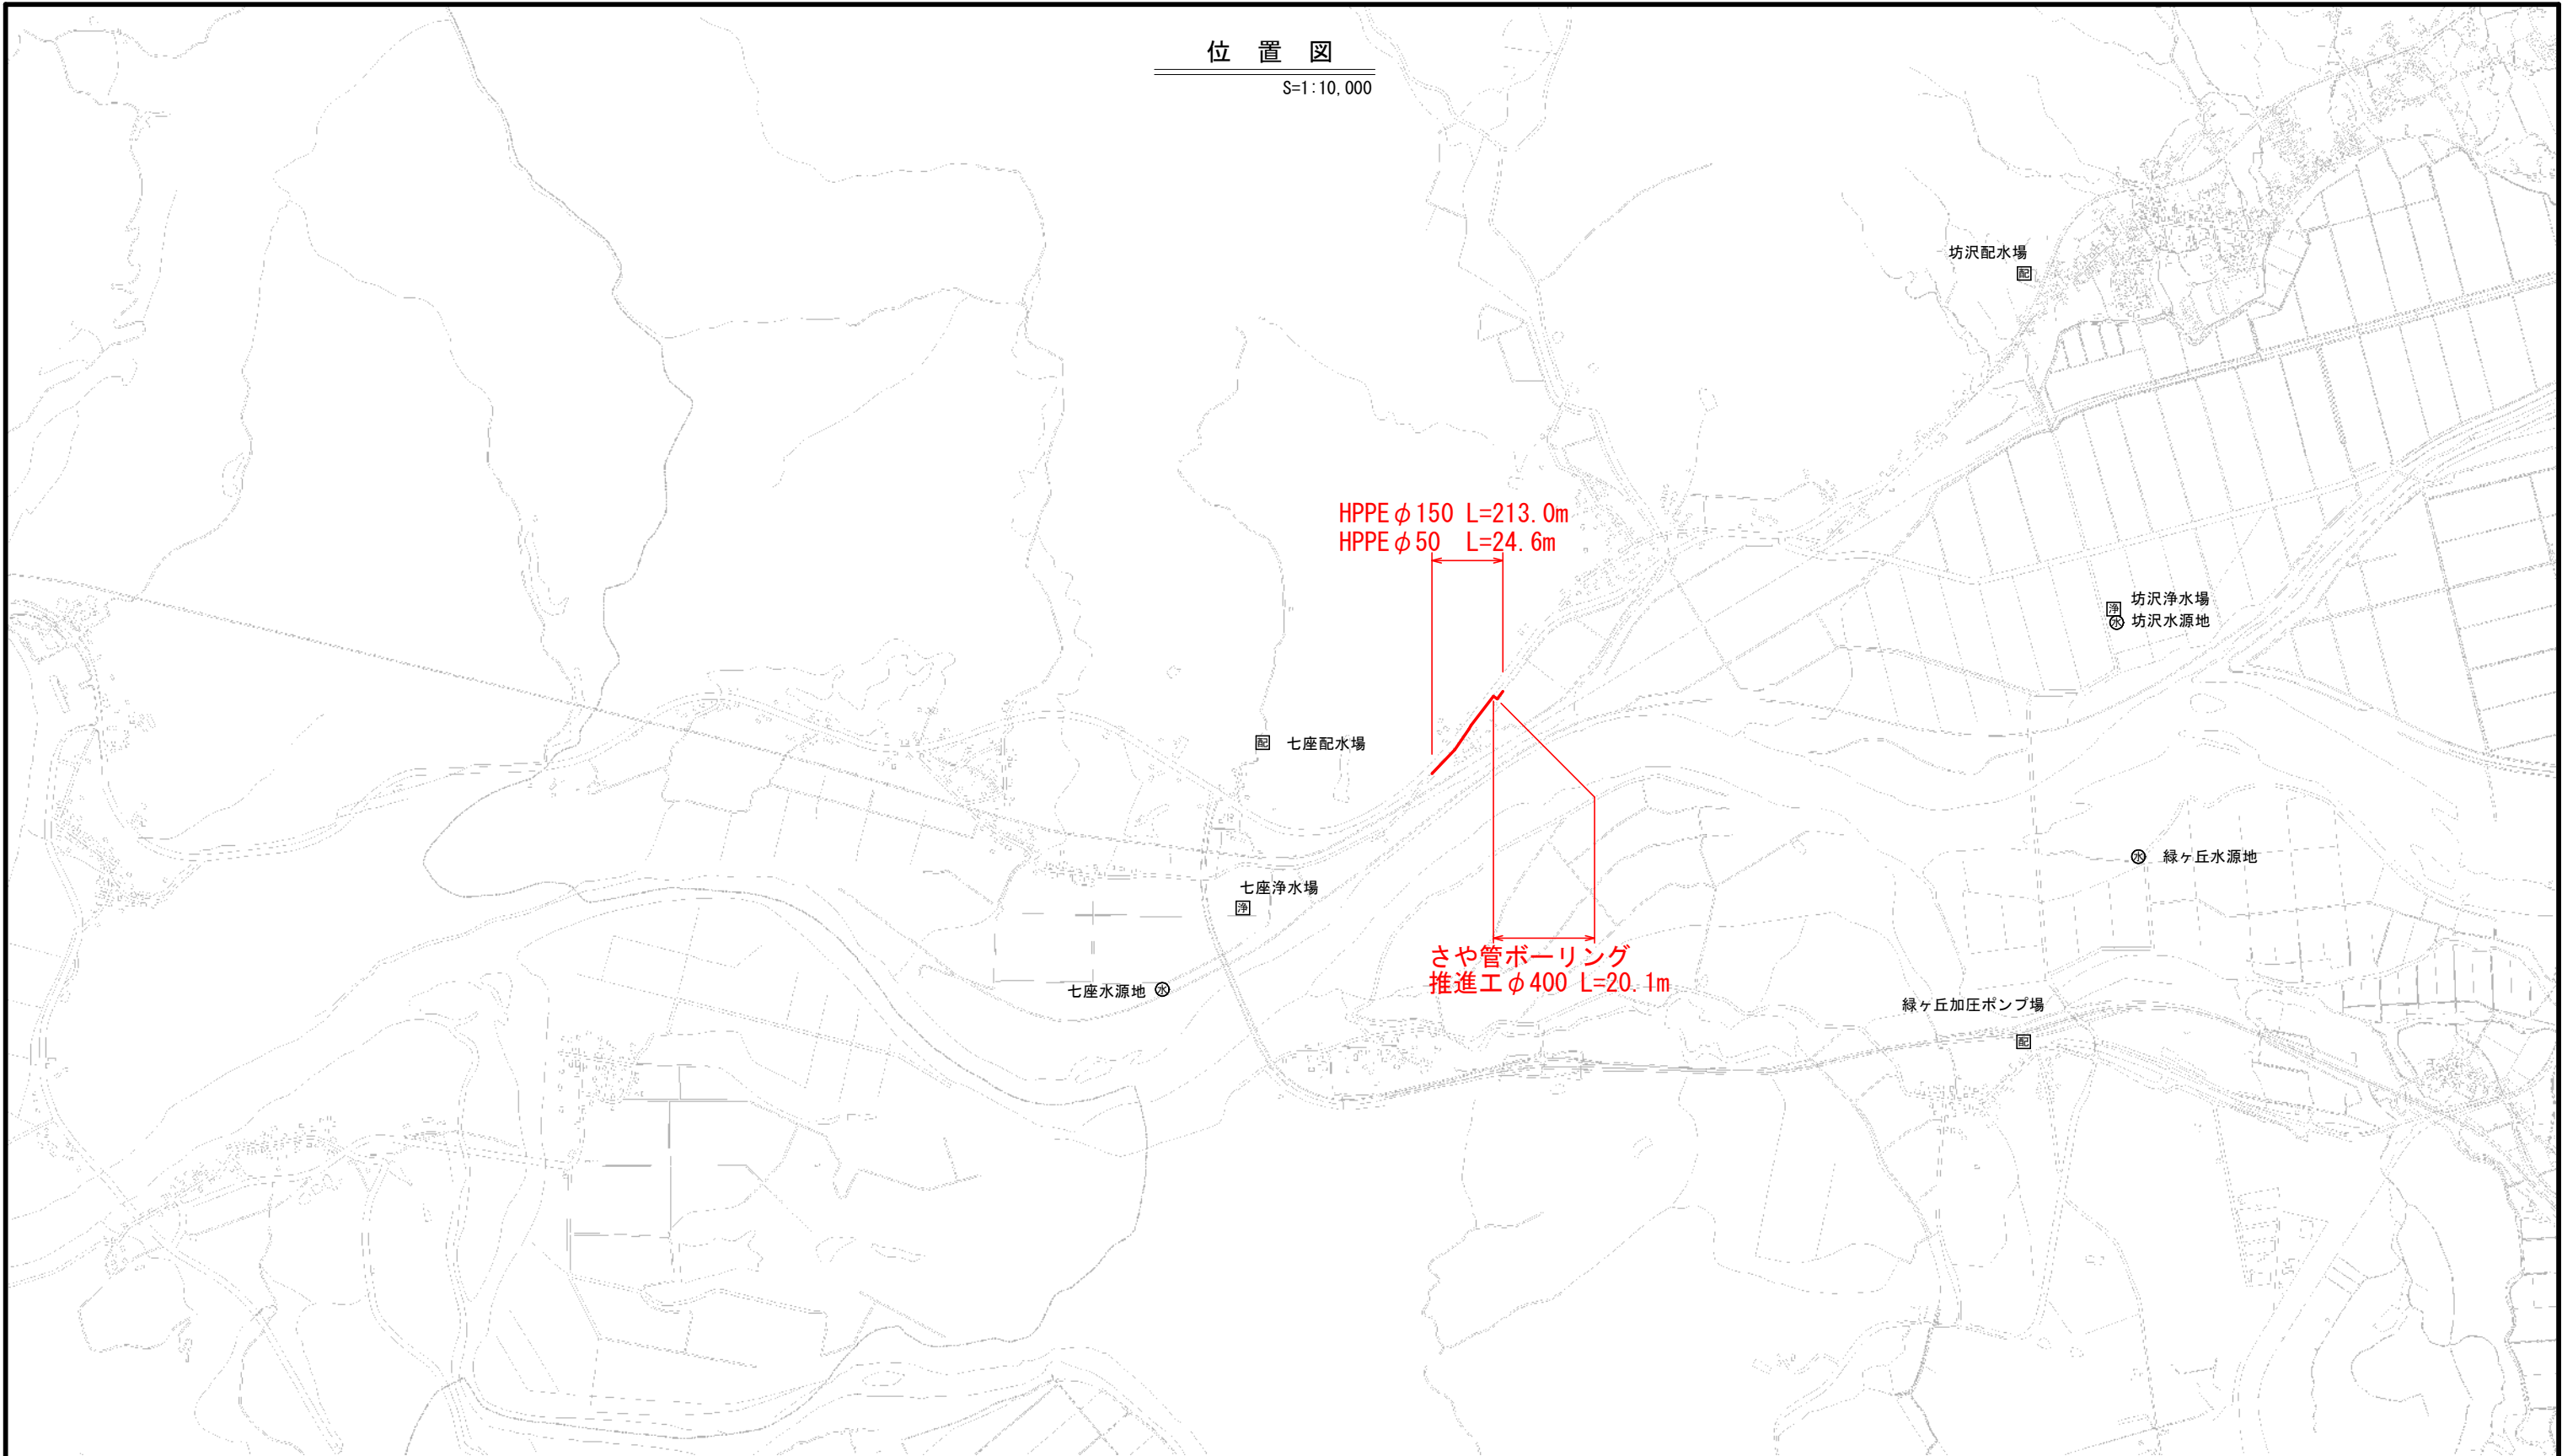 位 置 図
S=1:10,000
坊沢配水場
配
HPPEφ150 L=213.0m
HPPEφ50 L=24.6m
坊沢浄水場
浄
水 坊沢水源地
配 七座配水場
水 緑ヶ丘水源地
七座浄水場
浄
さや管ボーリング
推進工φ400 L=20.1m
七座水源地 水
緑ヶ丘加圧ポンプ場
配